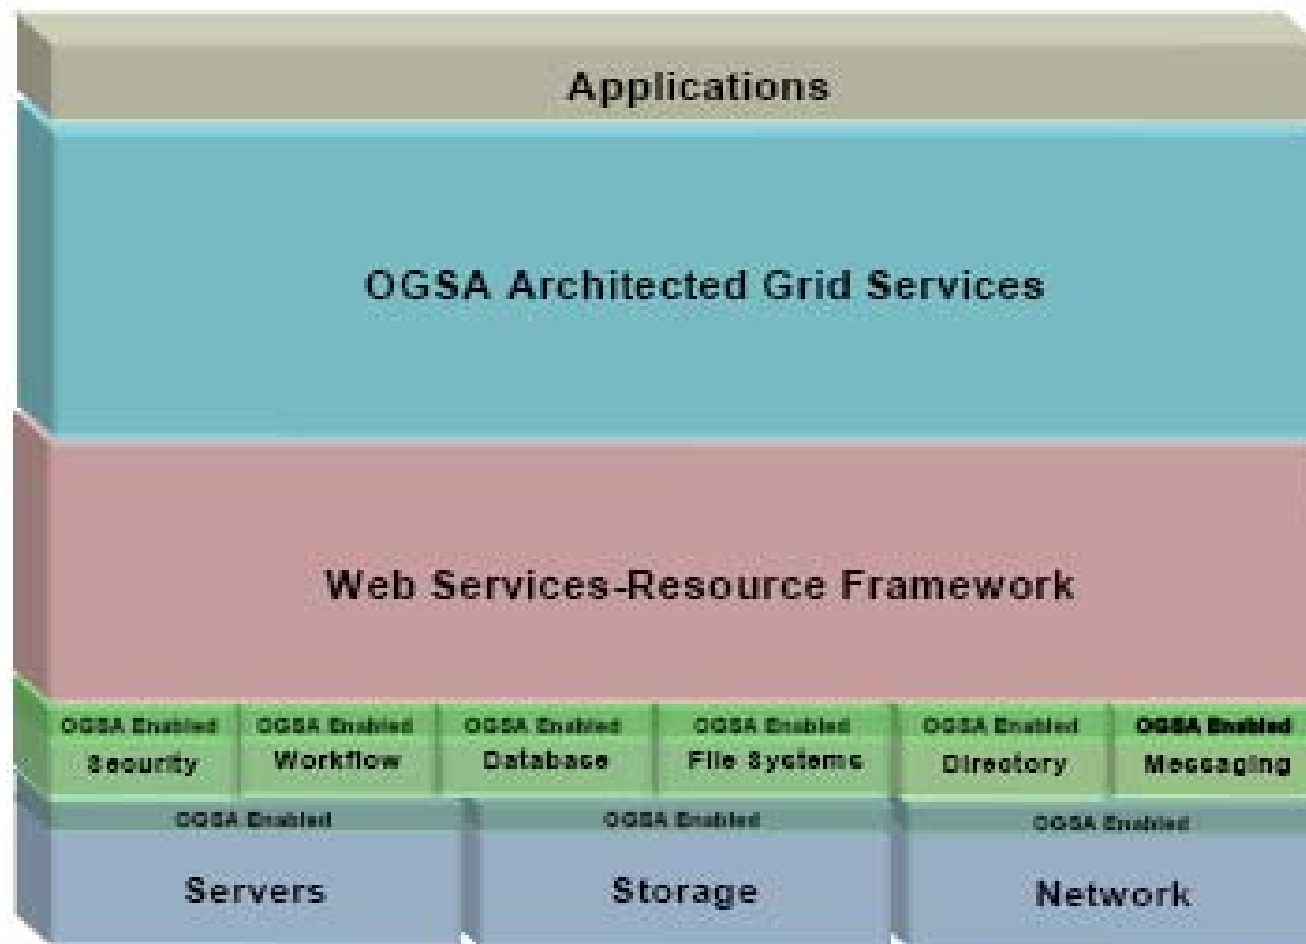 Applications
OGSA Architected Grid Services
Web Services-Resource Framework
OGSA Enabled OGSA Enabled OGSA Enabled OGSA Enabled OGSA Enabled OGSA Enabled
Security Workflow Database File Systems Directory Messaging
OGSA Enabled OGSA Enabled OGSA Enabled
Servers Storage Network